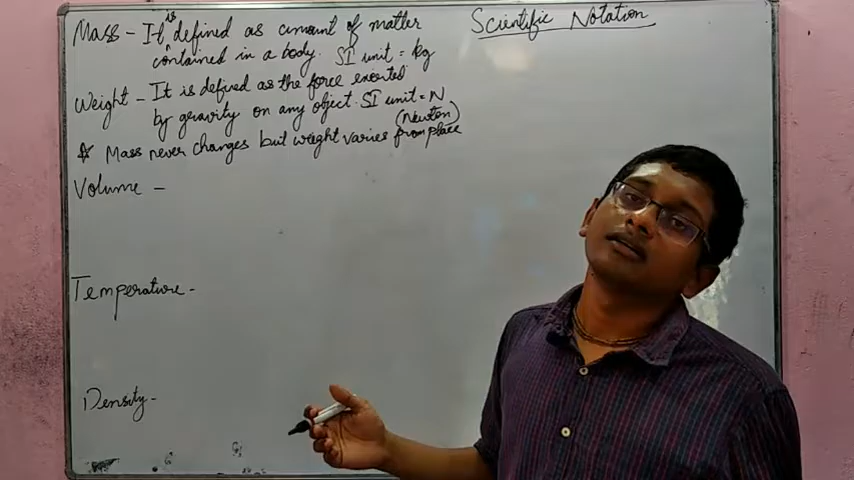 Scientific Notation
Mass - It is defined as amount of matter
contained in a body. SI unit = kg
Weight - It is defined as the force exerted
by gravity on any object. SI unit = N
(Newton)
☆ Mass never changes but weight varies from place
Volume -
Temperature -
Density -